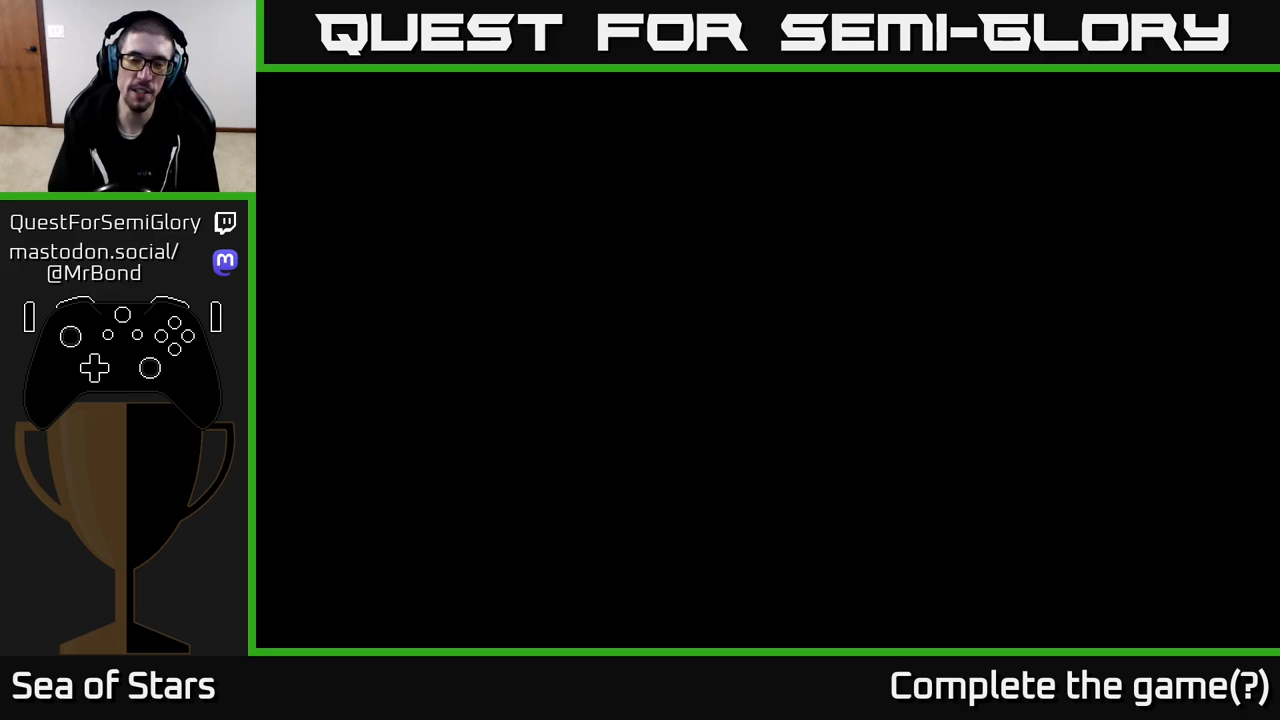 QUEST FOR SEMI-GLORY
QuestForSemiGlory
mastodon.social/
@MrBond
Sea of Stars
Complete the game(?)